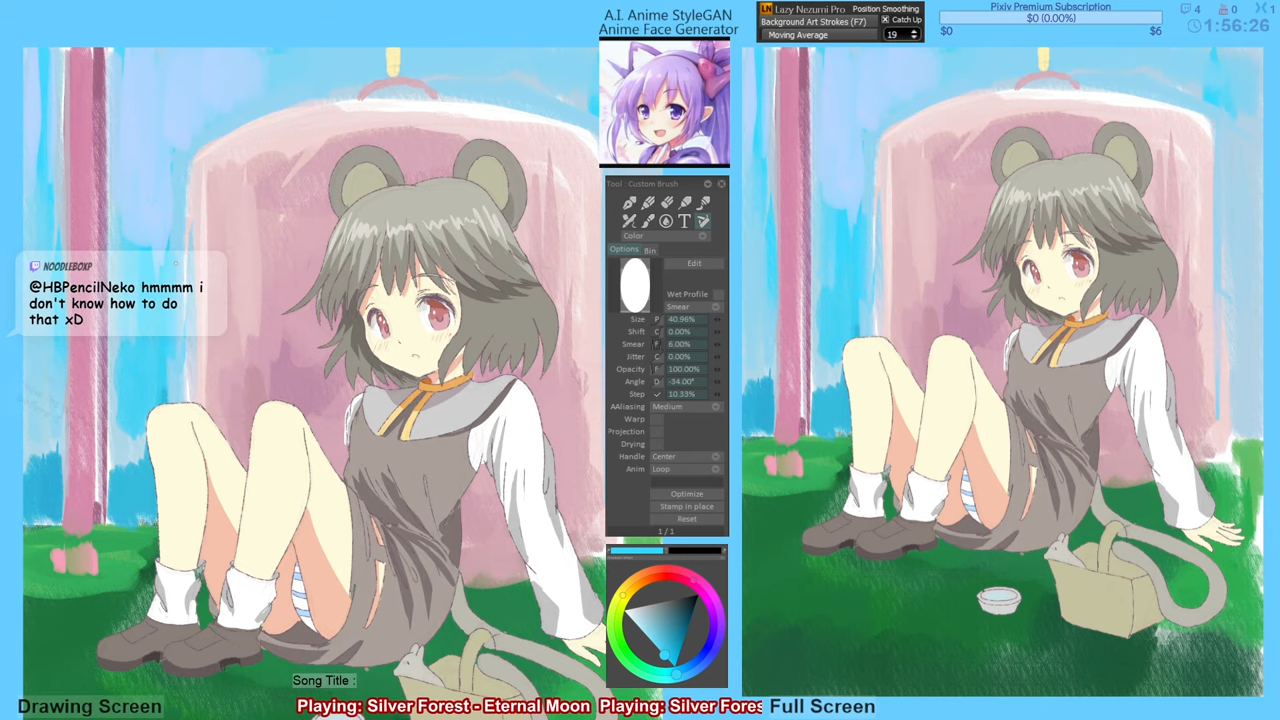 A.I. Anime StyleGAN
Anime Face Generator
LN Lazy Nezumi Pro
Position Smoothing
Background Art Strokes (F7)
Catch Up
Moving Average
19
Pixiv Premium Subscription
$0 (0.00%)
$0
$6
4
0
1
1:56:26
NOODLEBOXP
@HBPencilNeko hmmmm i
don't know how to do
that xD
Tool : Custom Brush
T
Color
Options
Bin
Edit
Wet Profile
Smear
Size P 40.96%
Shift C 0.00%
Smear P 6.00%
Jitter C 0.00%
Opacity F 100.00%
Angle D -34.00°
Step 10.33%
AAliasing Medium
Warp
Projection
Drying
Handle Center
Anim Loop
Optimize
Stamp in place
Reset
1 / 1
Song Title :
Playing: Silver Forest - Eternal Moon Playing: Silver Fores
Drawing Screen
Full Screen